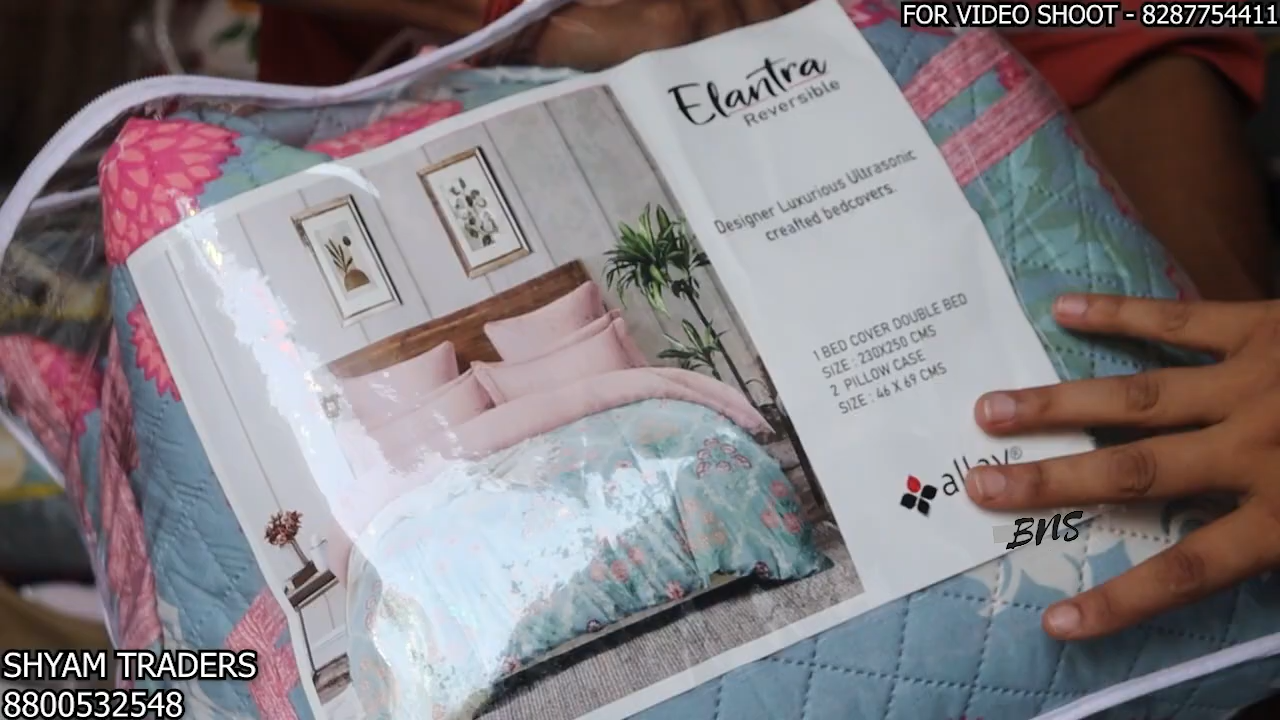 FOR VIDEO SHOOT - 8287754411
Elantra
Reversible
Designer Luxurious Ultrasonic
crafted bedcovers.
1 BED COVER DOUBLE BED
SIZE : 230X250 CMS
2 PILLOW CASE
SIZE : 46 X 69 CMS
allay®
BNS
SHYAM TRADERS
8800532548